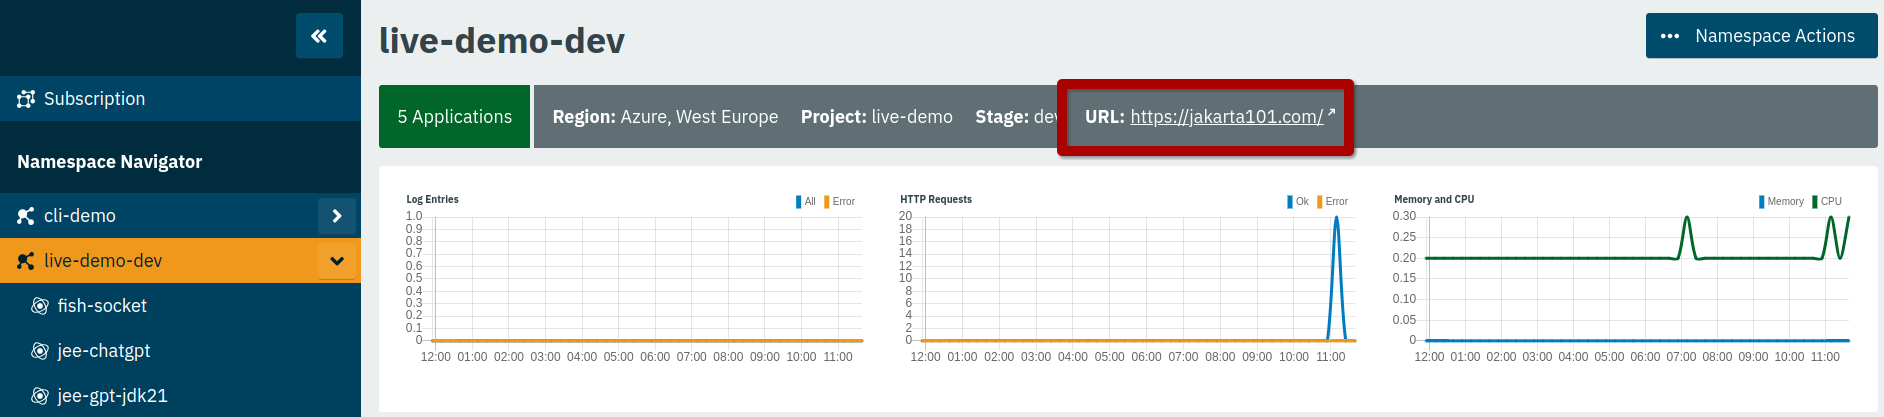 live-demo-dev
Namespace Actions
Subscription
Namespace Navigator
cli-demo
live-demo-dev
fish-socket
jee-chatgpt
jee-gpt-jdk21
5 Applications
Region: Azure, West Europe Project: live-demo Stage: dev URL: https://jakarta101.com/
Log Entries
All Error
1.0
0.9
0.8
0.7
0.6
0.5
0.4
0.3
0.2
0.1
0
12:00 01:00 02:00 03:00 04:00 05:00 06:00 07:00 08:00 09:00 10:00 11:00
HTTP Requests
Ok Error
20
18
16
14
12
10
8
6
4
2
0
12:00 01:00 02:00 03:00 04:00 05:00 06:00 07:00 08:00 09:00 10:00 11:00
Memory and CPU
Memory CPU
0.30
0.25
0.20
0.15
0.10
0.05
0
12:00 01:00 02:00 03:00 04:00 05:00 06:00 07:00 08:00 09:00 10:00 11:00